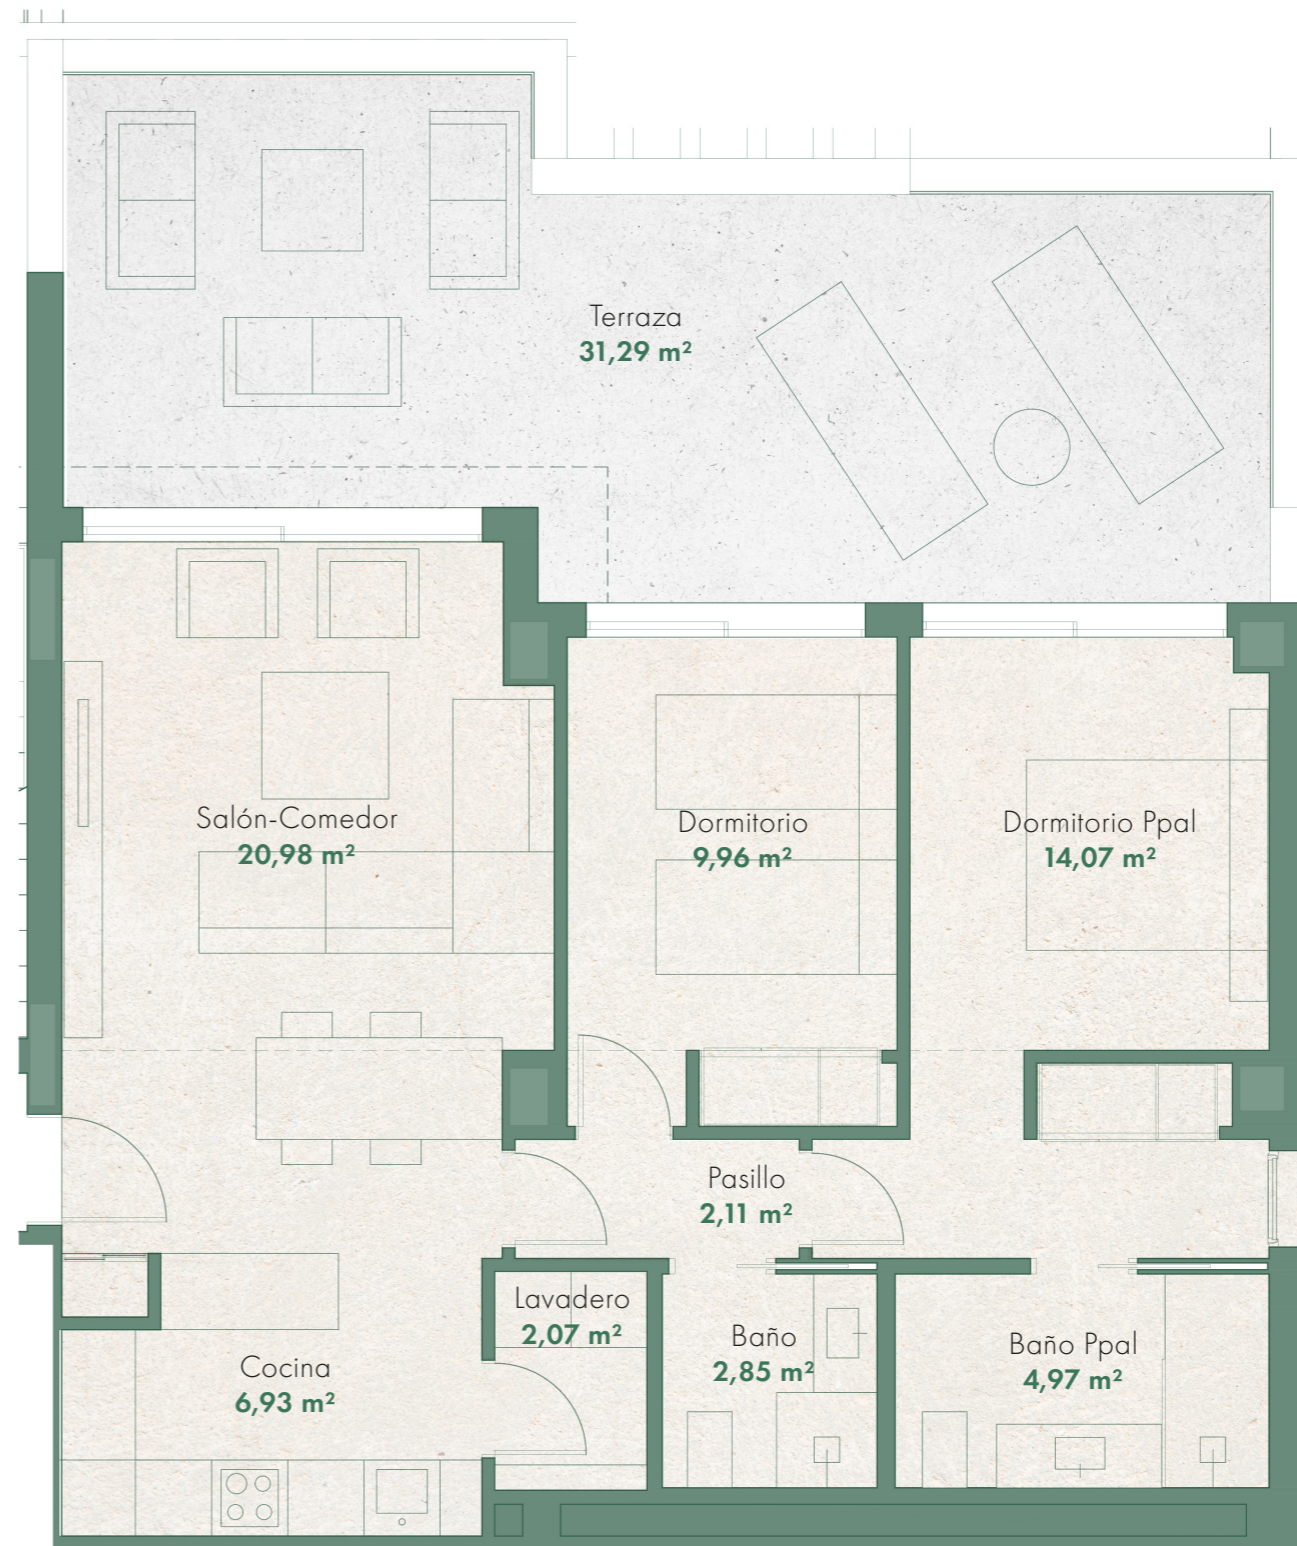 Terraza
31,29 m²
Salón-Comedor
20,98 m²
Dormitorio
9,96 m²
Dormitorio Ppal
14,07 m²
Pasillo
2,11 m²
Lavadero
2,07 m²
Baño
2,85 m²
Baño Ppal
4,97 m²
Cocina
6,93 m²